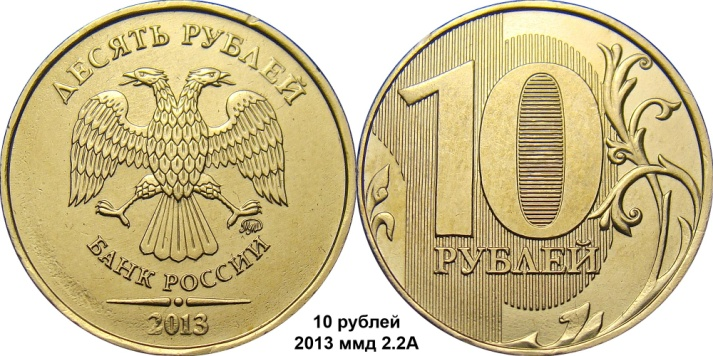 ДЕСЯТЬ РУБЛЕЙ
БАНК РОССИИ
2013
10
РУБЛЕЙ
10 рублей
2013 ммд 2.2А